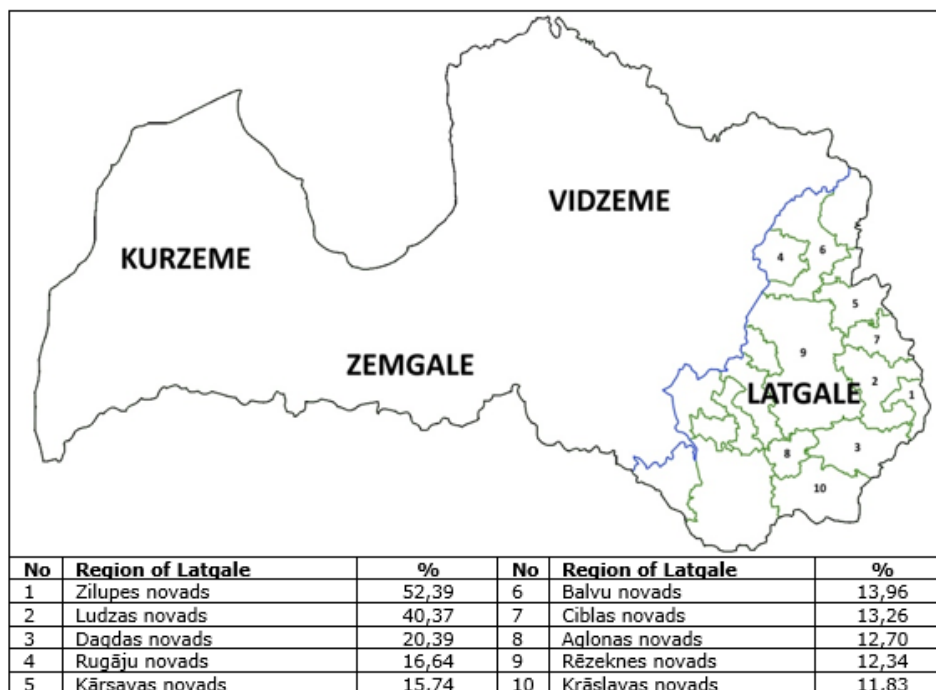 VIDZEME
KURZEME
4
6
5
7
9
ZEMGALE
2
LATGALE
1
8
3
10
No Region of Latgale % No Region of Latgale %
1 Zilupes novads 52,39 6 Balvu novads 13,96
2 Ludzas novads 40,37 7 Ciblas novads 13,26
3 Dagdas novads 20,39 8 Aglonas novads 12,70
4 Rugāju novads 16,64 9 Rēzeknes novads 12,34
5 Kārsavas novads 15,74 10 Krāslavas novads 11,83